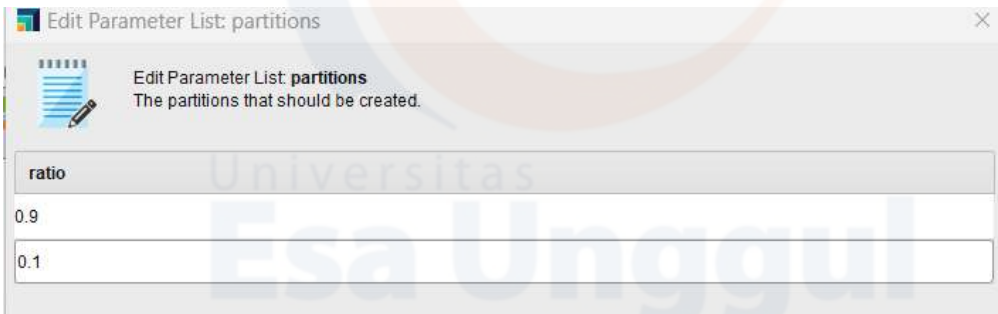 Edit Parameter List: partitions
Edit Parameter List: partitions
The partitions that should be created.
ratio
Universitas
0.9
Esa Unggul
0.1